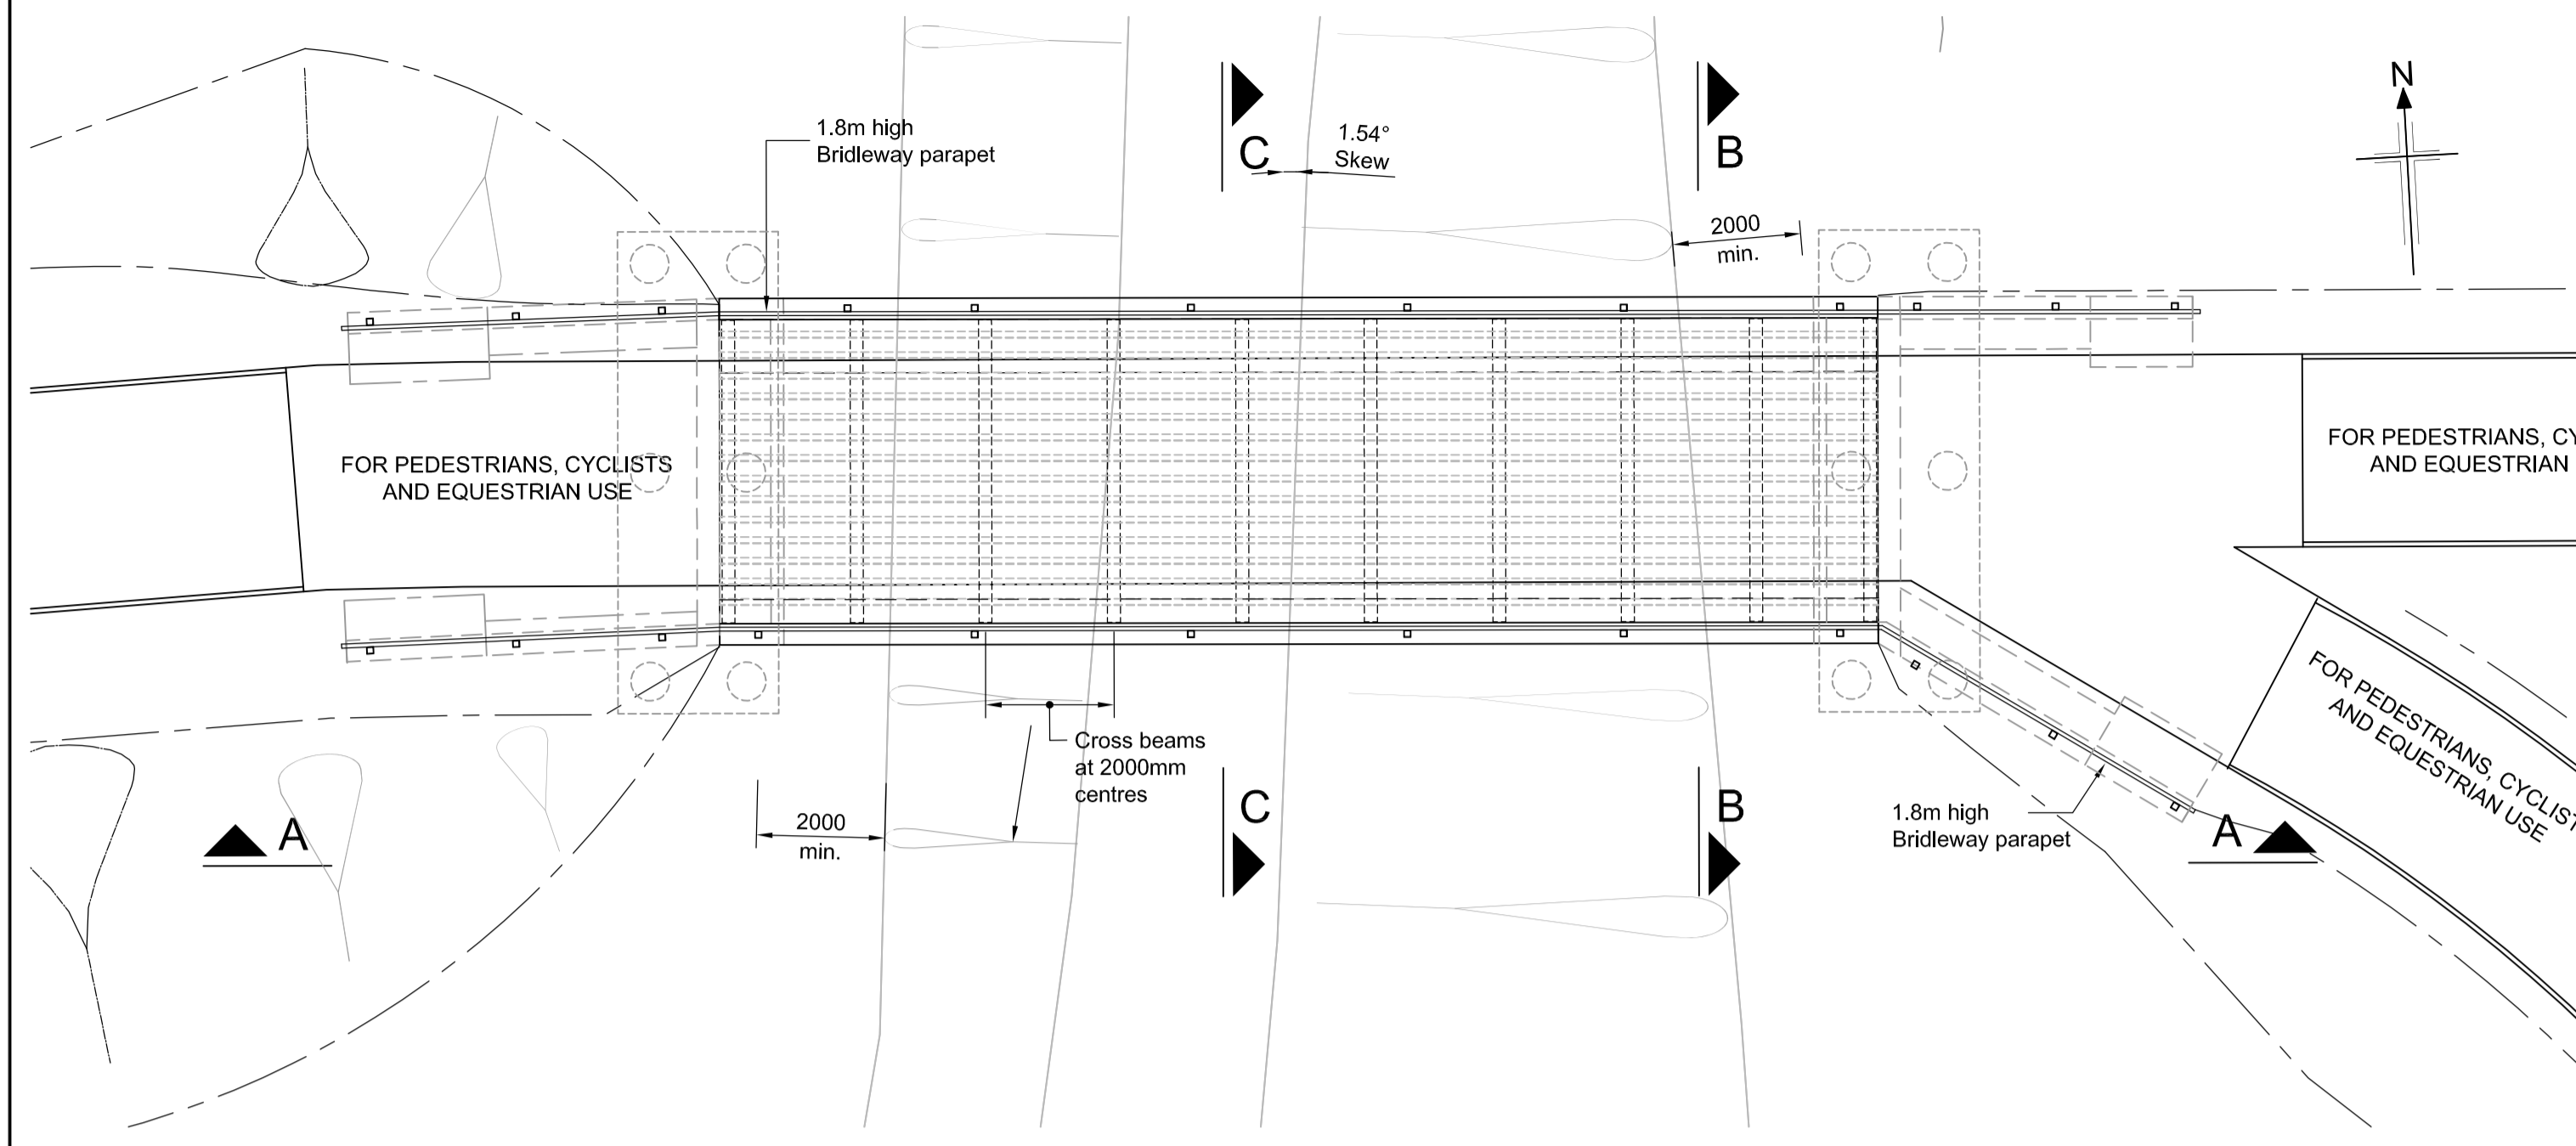 N
1.8m high
Bridleway parapet
C
1.54°
Skew
B
2000
min.
FOR PEDESTRIANS, CYCLISTS
AND EQUESTRIAN USE
FOR PEDESTRIANS, CY
AND EQUESTRIAN
FOR PEDESTRIANS, CYCLIST
AND EQUESTRIAN USE
Cross beams
at 2000mm
centres
2000
min.
A
C
B
1.8m high
Bridleway parapet
A